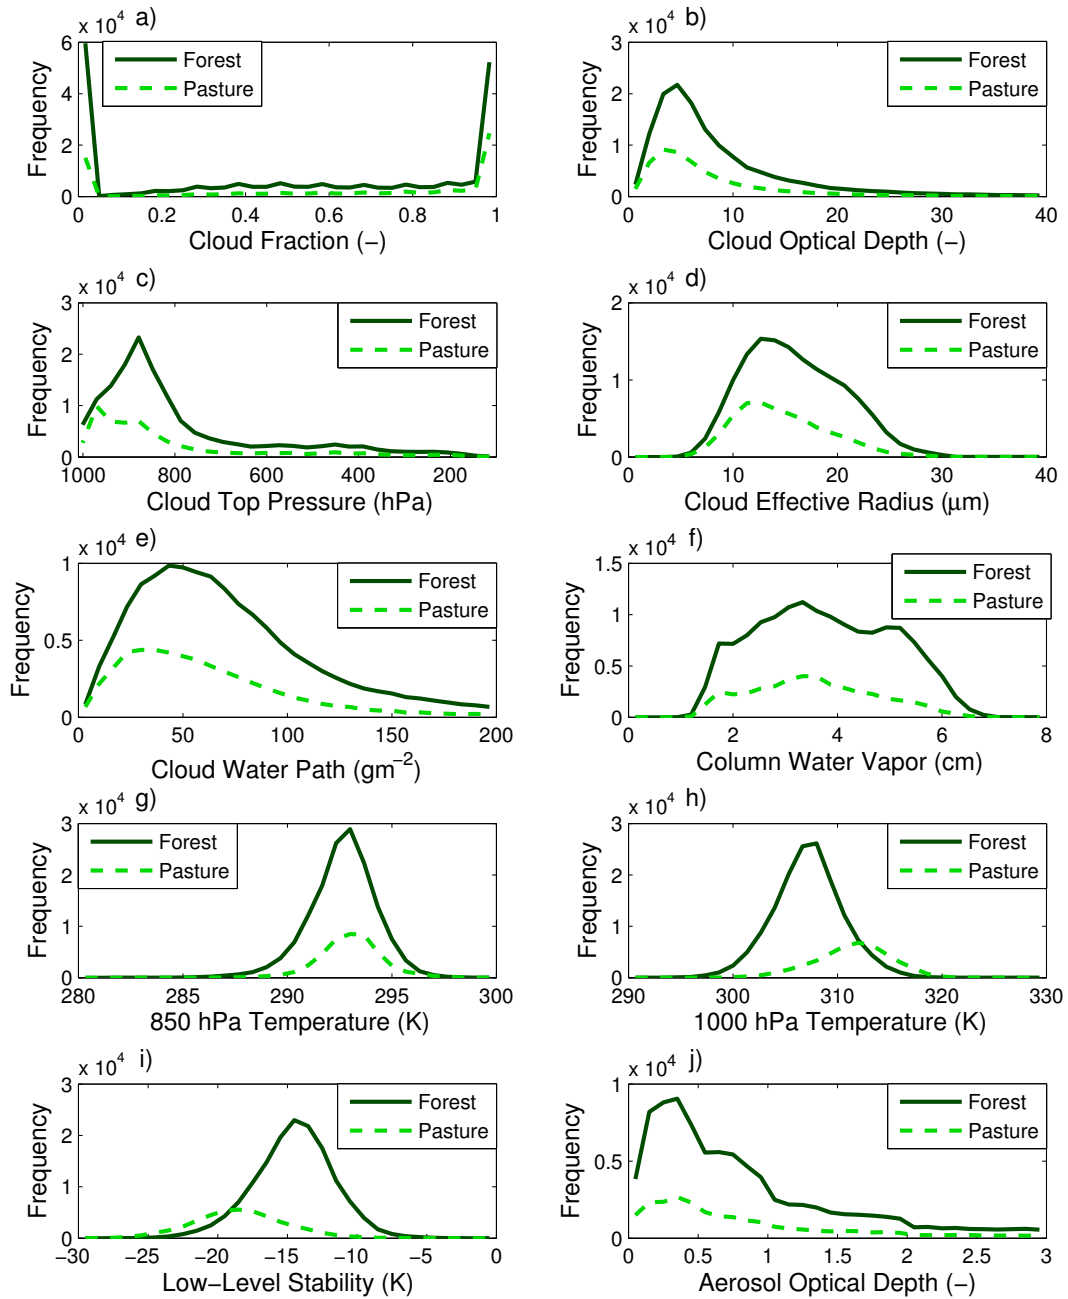 x 10⁴ a)
6
4
2
0
Frequency
Forest
Pasture
0 0.2 0.4 0.6 0.8 1
Cloud Fraction (−)
x 10⁴ b)
3
2
1
0
Frequency
Forest
Pasture
0 10 20 30 40
Cloud Optical Depth (−)
x 10⁴ c)
3
2
1
0
Frequency
Forest
Pasture
1000 800 600 400 200
Cloud Top Pressure (hPa)
x 10⁴ d)
2
1
0
Frequency
Forest
Pasture
0 10 20 30 40
Cloud Effective Radius (μm)
x 10⁴ e)
1
0.5
0
Frequency
Forest
Pasture
0 50 100 150 200
Cloud Water Path (gm⁻²)
x 10⁴ f)
1.5
1
0.5
0
Frequency
Forest
Pasture
0 2 4 6 8
Column Water Vapor (cm)
x 10⁴ g)
3
2
1
0
Frequency
Forest
Pasture
280 285 290 295 300
850 hPa Temperature (K)
x 10⁴ h)
3
2
1
0
Frequency
Forest
Pasture
290 300 310 320 330
1000 hPa Temperature (K)
x 10⁴ i)
3
2
1
0
Frequency
Forest
Pasture
−30 −25 −20 −15 −10 −5 0
Low−Level Stability (K)
x 10⁴ j)
1
0.5
0
Frequency
Forest
Pasture
0 0.5 1 1.5 2 2.5 3
Aerosol Optical Depth (−)